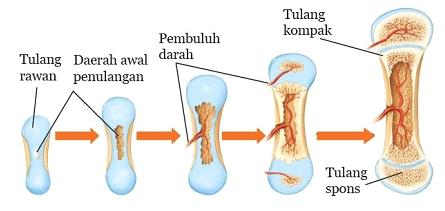 Tulang
rawan
Daerah awal
penulangan
Pembuluh
darah
Tulang
kompak
Tulang
spons